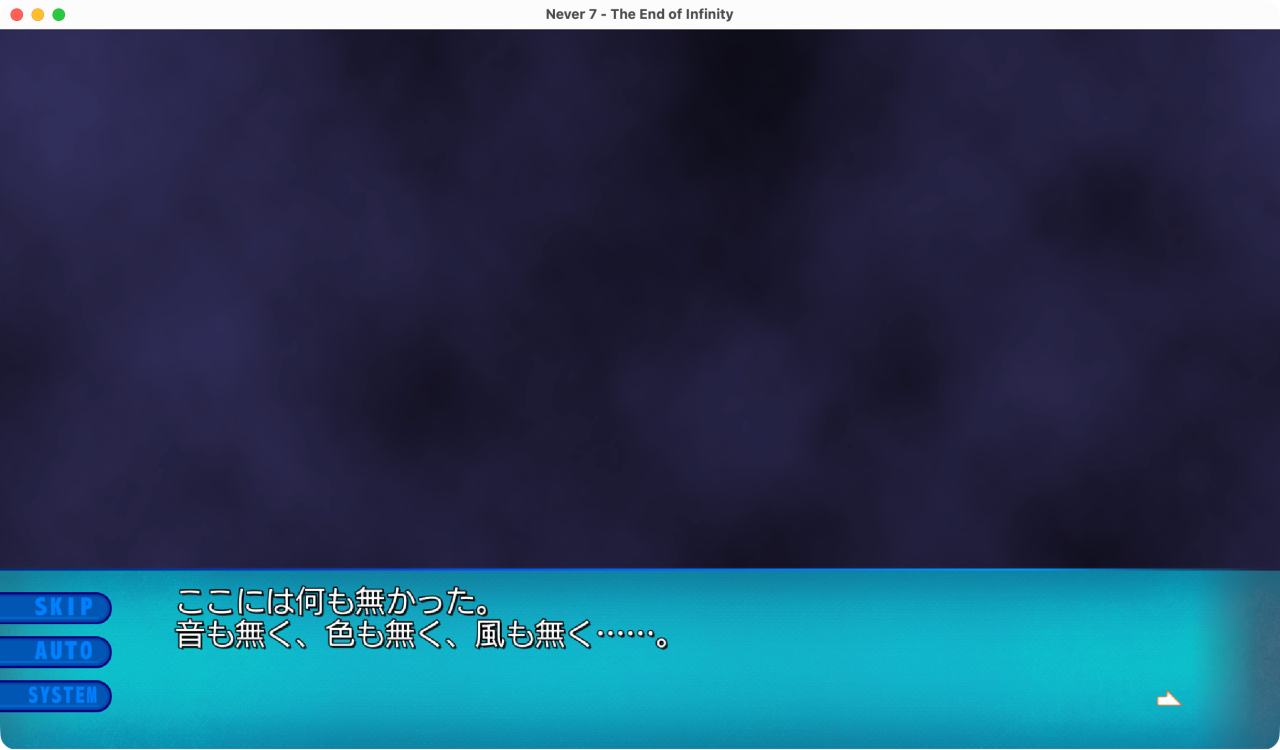 Never 7 - The End of Infinity
ここには何も無かった。
音も無く、色も無く、風も無く……。
SKIP
AUTO
SYSTEM